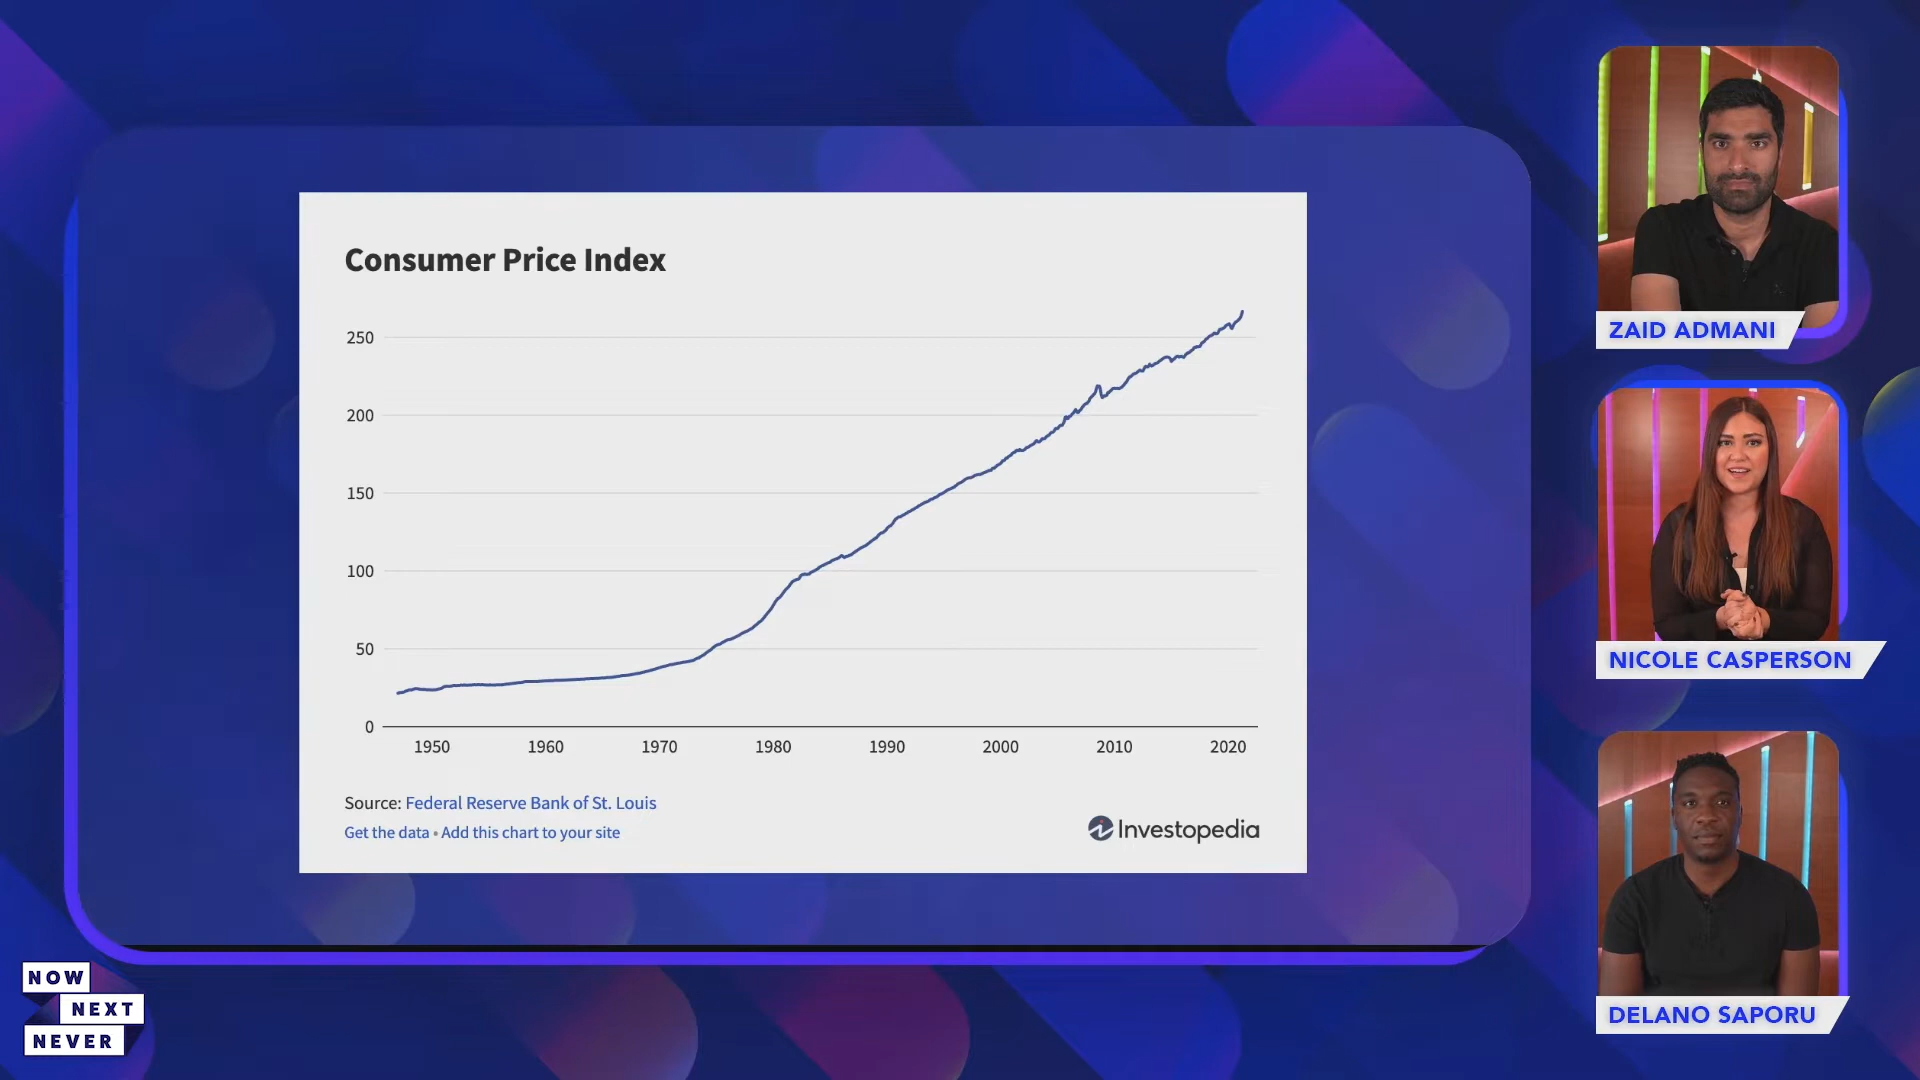 Consumer Price Index
250
200
150
100
50
0
1950 1960 1970 1980 1990 2000 2010 2020
Source: Federal Reserve Bank of St. Louis
Get the data • Add this chart to your site
Investopedia
ZAID ADMANI
NICOLE CASPERSON
DELANO SAPORU
NOW
NEXT
NEVER